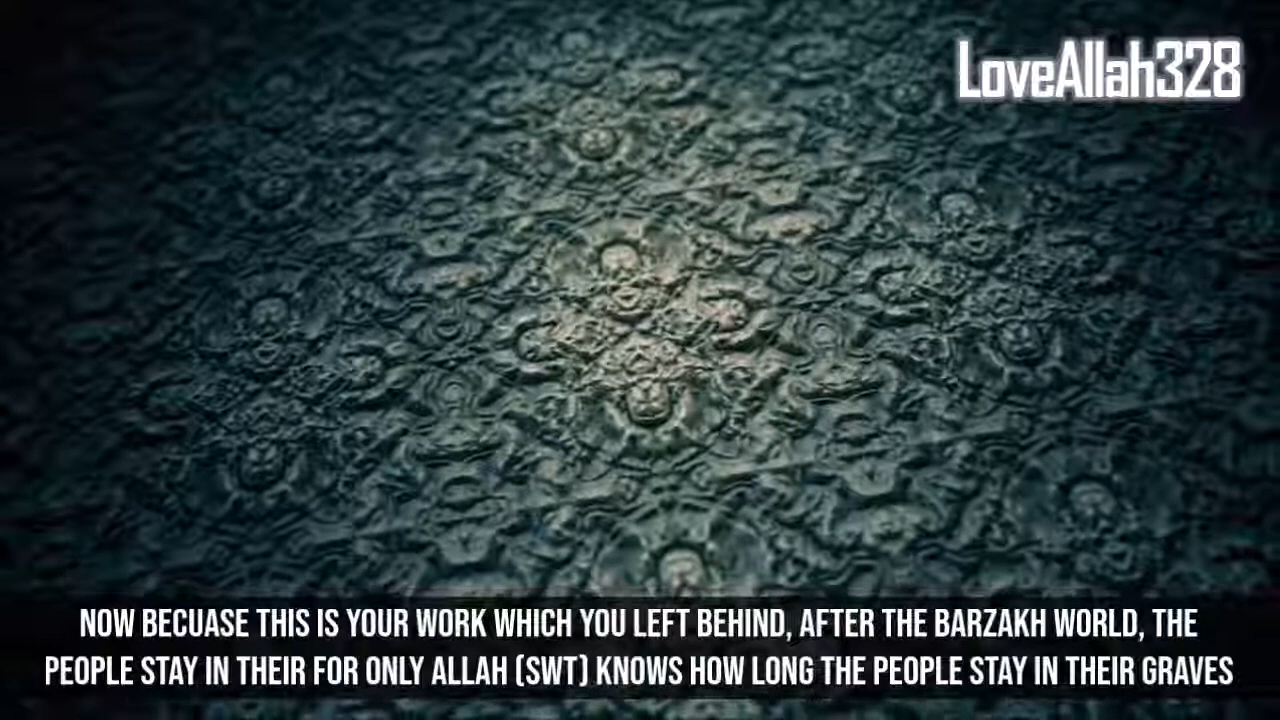 LoveAllah328
NOW BECUASE THIS IS YOUR WORK WHICH YOU LEFT BEHIND, AFTER THE BARZAKH WORLD, THE
PEOPLE STAY IN THEIR FOR ONLY ALLAH (SWT) KNOWS HOW LONG THE PEOPLE STAY IN THEIR GRAVES